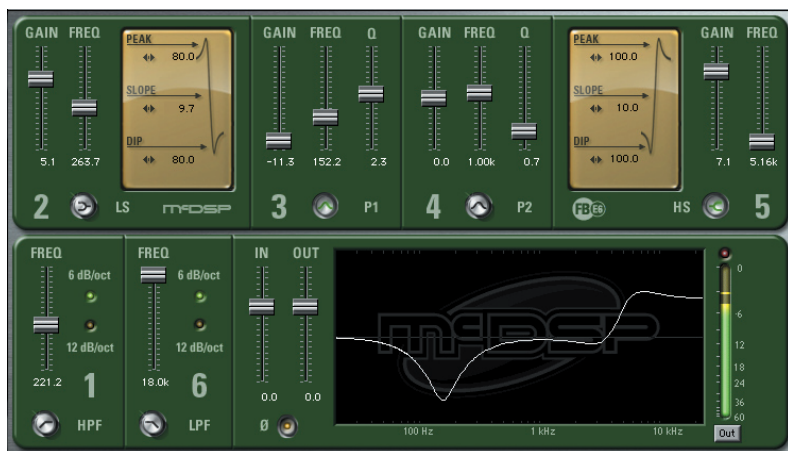 GAIN FREQ
PEAK
80.0
SLOPE
9.7
DIP
80.0
5.1 263.7
2 LS McDSP
GAIN FREQ Q
-11.3 152.2 2.3
3 P1
GAIN FREQ Q
0.0 1.00k 0.7
4 P2
PEAK
100.0
SLOPE
10.0
DIP
100.0
GAIN FREQ
7.1 5.16k
FB E6 HS 5
FREQ
6 dB/oct
12 dB/oct
221.2 1
HPF
FREQ
6 dB/oct
12 dB/oct
18.0k 6
LPF
IN OUT
0.0 0.0
Ø
McDSP
100 Hz 1 kHz 10 kHz
0
6
12
18
24
36
60
Out